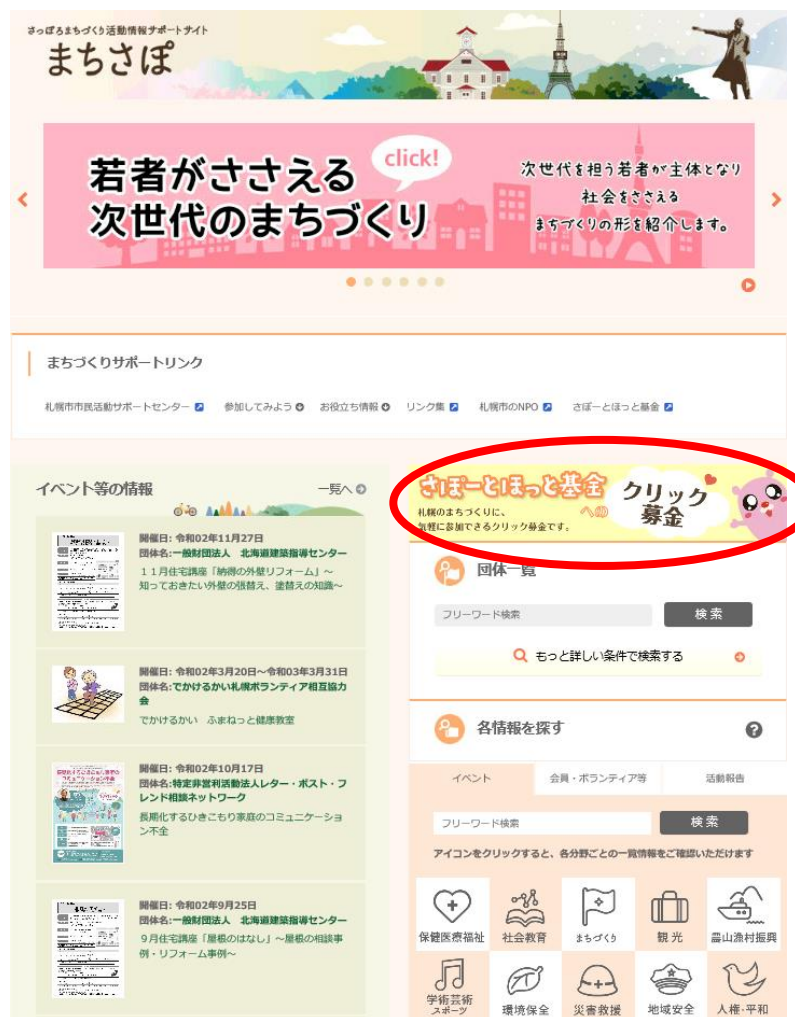 さっぽろまちづくり活動情報サポートサイト
まちさぽ
若者がささえる
次世代のまちづくり
click!
次世代を担う若者が主体となり
社会をささえる
まちづくりの形を紹介します。
まちづくりサポートリンク
札幌市市民活動サポートセンター
参加してみよう
お役立ち情報
リンク集
札幌市のNPO
さぽーとほっと基金
イベント等の情報
一覧へ
開催日: 令和02年11月27日
団体名:一般財団法人 北海道建築指導センター
11月住宅講座「納得の外壁リフォーム」～
知っておきたい外壁の張替え、塗替えの知識～
開催日: 令和02年3月20日～令和03年3月31日
団体名:でかけるかい札幌ボランティア相互協力
会
でかけるかい ふまねっと健康教室
開催日: 令和02年10月17日
団体名:特定非営利活動法人レター・ポスト・フ
レンド相談ネットワーク
長期化するひきこもり家庭のコミュニケーショ
ン不全
開催日: 令和02年9月25日
団体名:一般財団法人 北海道建築指導センター
9月住宅講座「屋根のはなし」～屋根の相談事
例・リフォーム事例～
さぽーとほっと基金
への
クリック
募金
札幌のまちづくりに、
気軽に参加できるクリック募金です。
団体一覧
フリーワード検索
検索
もっと詳しい条件で検索する
各情報を探す
イベント
会員・ボランティア等
活動報告
フリーワード検索
検索
アイコンをクリックすると、各分野ごとの一覧情報をご確認いただけます
保健医療福祉
社会教育
まちづくり
観光
農山漁村振興
学術芸術
スポーツ
環境保全
災害救援
地域安全
人権・平和